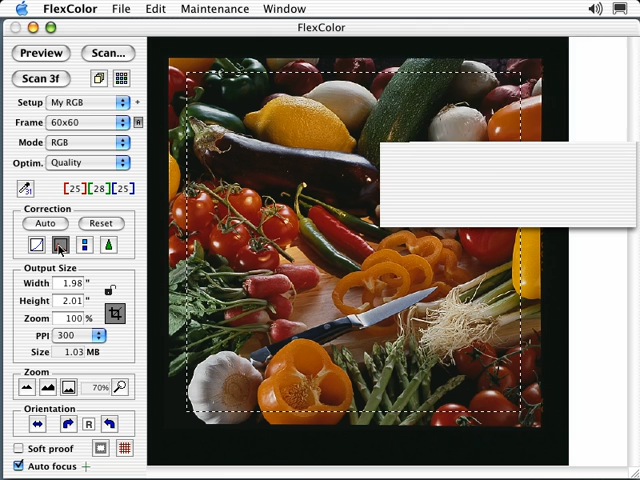 FlexColor File Edit Maintenance Window
FlexColor
Preview Scan...
Scan 3f
Setup My RGB +
Frame 60x60
Mode RGB
Optim. Quality
[25] [28] [25]
Correction
Auto Reset
Output Size
Width 1.98 "
Height 2.01 "
Zoom 100 %
PPI 300
Size 1.03 MB
Zoom
70%
Orientation
R
Soft proof
Auto focus +